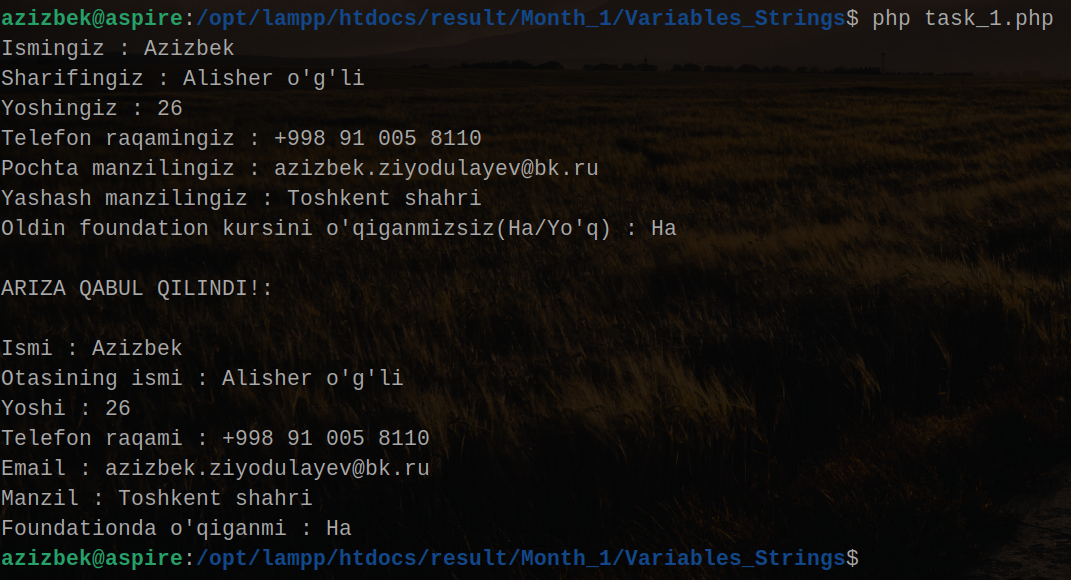 azizbek@aspire:/opt/lampp/htdocs/result/Month_1/Variables_Strings$ php task_1.php
Ismingiz : Azizbek
Sharifingiz : Alisher o'g'li
Yoshingiz : 26
Telefon raqamingiz : +998 91 005 8110
Pochta manzilingiz : azizbek.ziyodulayev@bk.ru
Yashash manzilingiz : Toshkent shahri
Oldin foundation kursini o'qiganmizsiz(Ha/Yo'q) : Ha
ARIZA QABUL QILINDI!:
Ismi : Azizbek
Otasining ismi : Alisher o'g'li
Yoshi : 26
Telefon raqami : +998 91 005 8110
Email : azizbek.ziyodulayev@bk.ru
Manzil : Toshkent shahri
Foundationda o'qiganmi : Ha
azizbek@aspire:/opt/lampp/htdocs/result/Month_1/Variables_Strings$